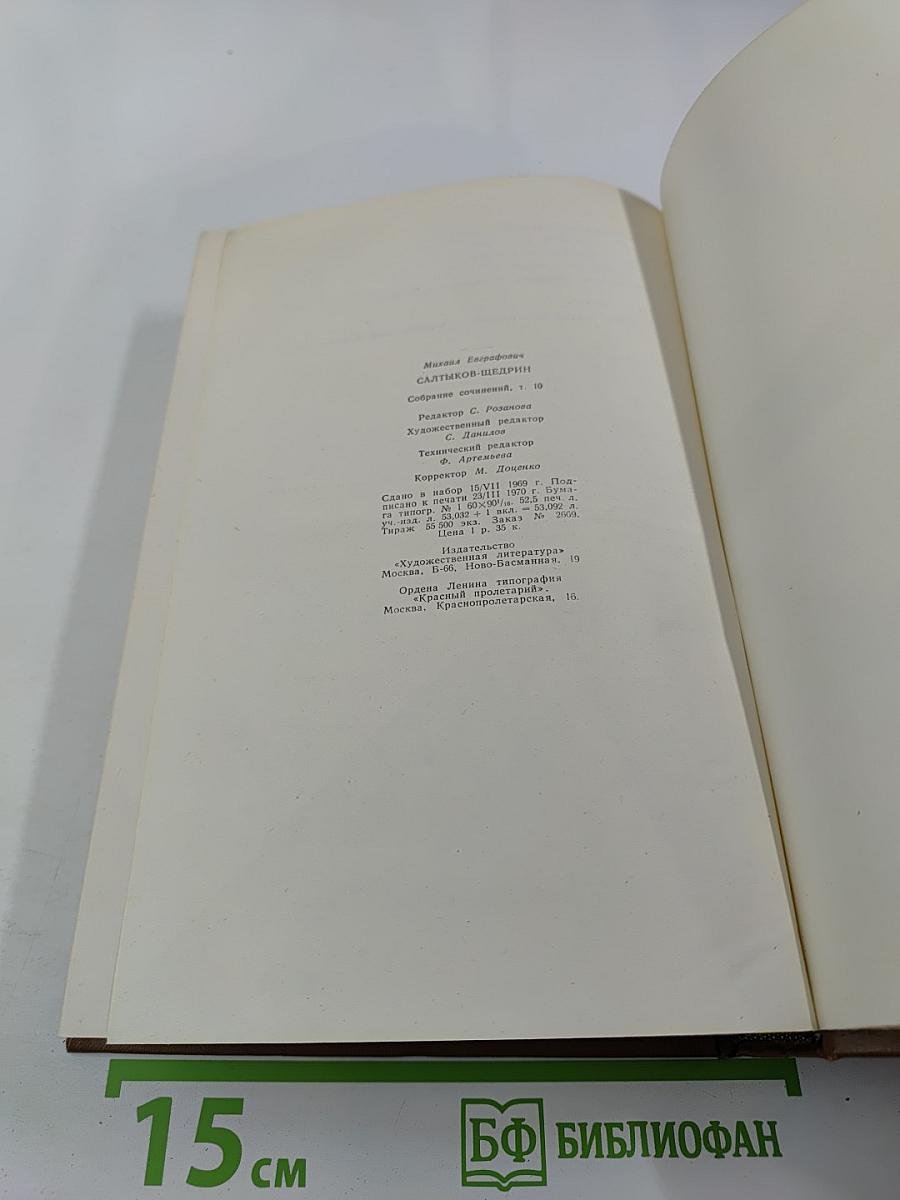 Михаил Евграфович
САЛТЫКОВ-ЩЕДРИН
Собрание сочинений, т. 10
Редактор С. Розанова
Художественный редактор
С. Данилов
Технический редактор
Ф. Артемьева
Корректор М. Доценко
Сдано в набор 15/VII 1969 г. Под-
писано к печати 23/III 1970 г. Бума-
га типогр. № 1 60×90¹/₁₆. 52,5 печ. л.
уч.-изд. л. 53,032 + 1 вкл. = 53,092 л.
Тираж 55 500 экз. Заказ № 2669.
Цена 1 р. 35 к.
Издательство
«Художественная литература»
Москва, Б-66, Ново-Басманная, 19
Ордена Ленина типография
«Красный пролетарий».
Москва, Краснопролетарская, 16.
15 см
БФ БИБЛИОФАН